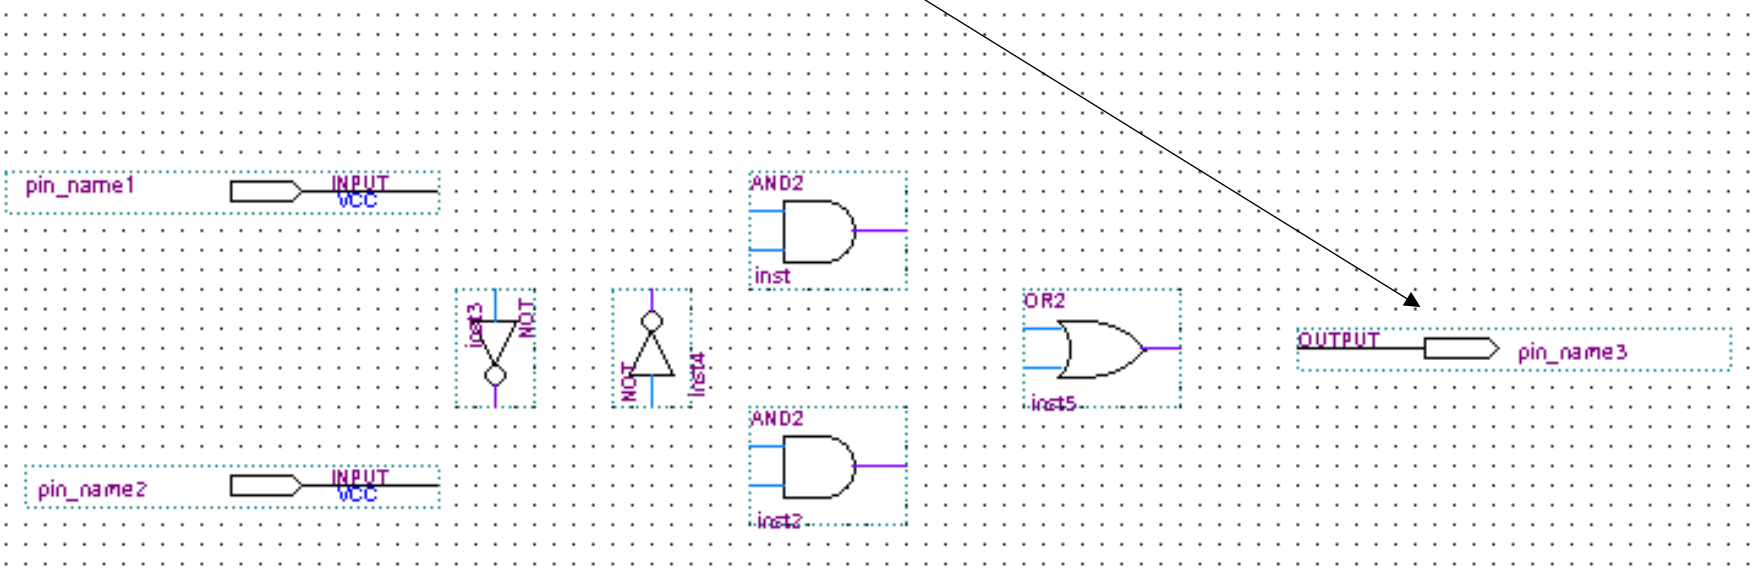 pin_name1
INPUT
VCC
AND2
inst
inst3
NOT
NOT
inst4
OR2
inst5
OUTPUT
pin_name3
AND2
inst2
pin_name2
INPUT
VCC